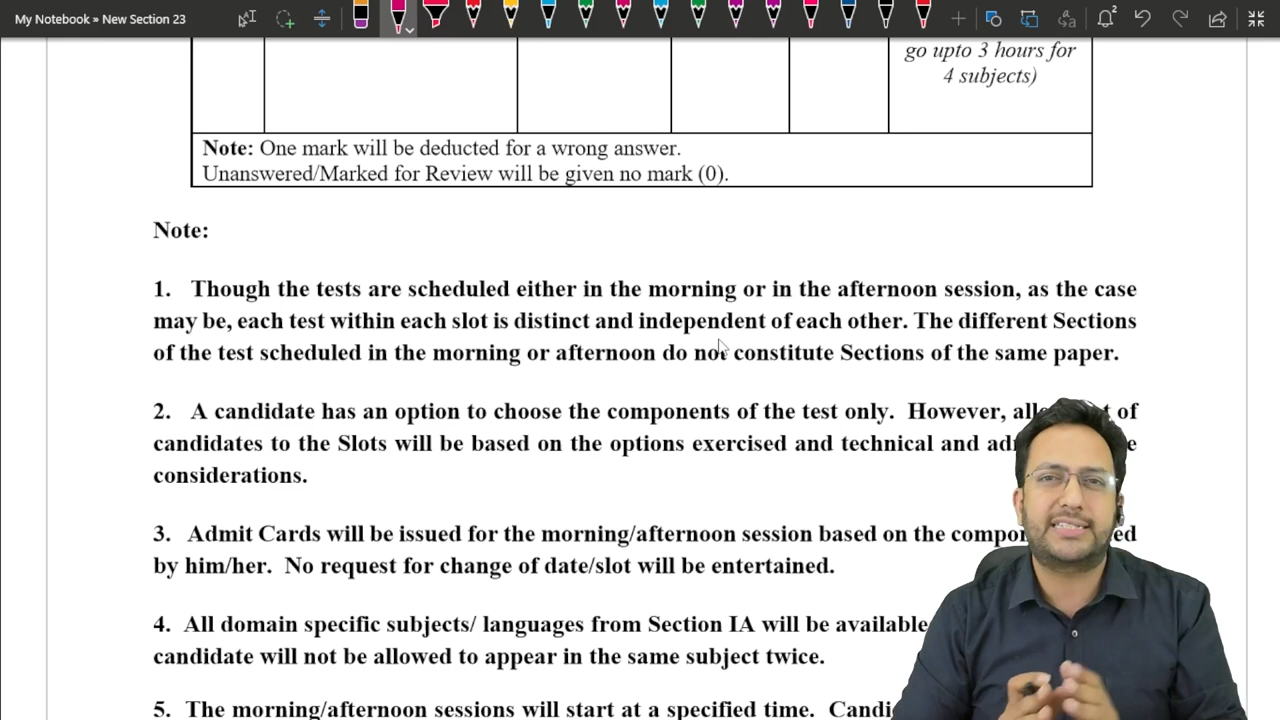 My Notebook » New Section 23
2
go upto 3 hours for
4 subjects)
Note: One mark will be deducted for a wrong answer.
Unanswered/Marked for Review will be given no mark (0).
Note:
1. Though the tests are scheduled either in the morning or in the afternoon session, as the case
may be, each test within each slot is distinct and independent of each other. The different Sections
of the test scheduled in the morning or afternoon do not constitute Sections of the same paper.
2. A candidate has an option to choose the components of the test only. However, of
candidates to the Slots will be based on the options exercised and technical and
considerations.
3. Admit Cards will be issued for the morning/afternoon session based on the
by him/her. No request for change of date/slot will be entertained.
4. All domain specific subjects/ languages from Section IA will be available
candidate will not be allowed to appear in the same subject twice.
5. The morning/afternoon sessions will start at a specified time.